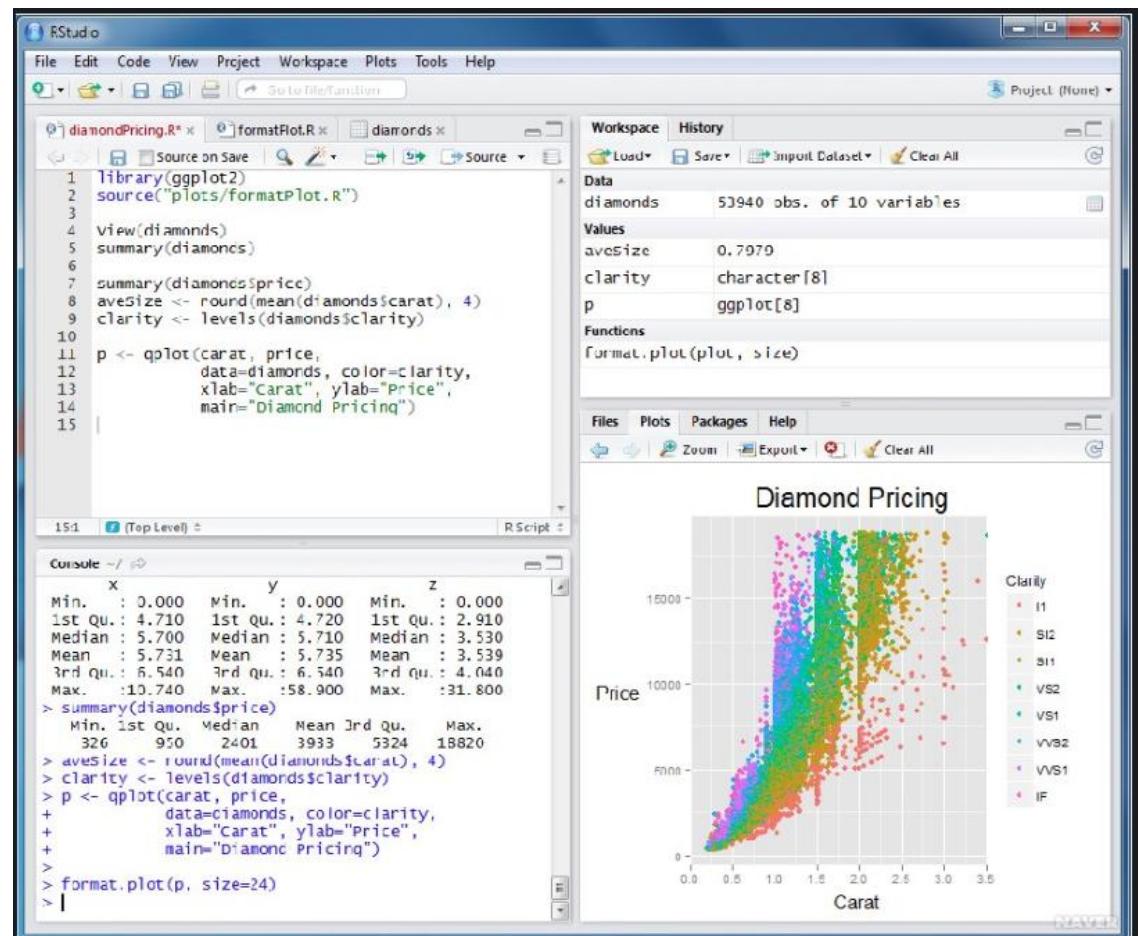 RStudio
File Edit Code View Project Workspace Plots Tools Help
Go to file/function
Project: (None)
diamondPricing.R* formatPlot.R diamonds
Source on Save Source
1 library(ggplot2)
2 source("plots/formatPlot.R")
3
4 View(diamonds)
5 summary(diamonds)
6
7 summary(diamonds$price)
8 aveSize <- round(mean(diamonds$carat), 4)
9 clarity <- levels(diamonds$clarity)
10
11 p <- qplot(carat, price,
12 data=diamonds, color=clarity,
13 xlab="Carat", ylab="Price",
14 main="Diamond Pricing")
15
15:1 (Top Level) R Script
Console ~/
x y z
Min. : 0.000 Min. : 0.000 Min. : 0.000
1st Qu.: 4.710 1st Qu.: 4.720 1st Qu.: 2.910
Median : 5.700 Median : 5.710 Median : 3.530
Mean : 5.731 Mean : 5.735 Mean : 3.539
3rd Qu.: 6.540 3rd Qu.: 6.540 3rd Qu.: 4.040
Max. :10.740 Max. :58.900 Max. :31.800
> summary(diamonds$price)
Min. 1st Qu. Median Mean 3rd Qu. Max.
326 950 2401 3933 5324 18820
> aveSize <- round(mean(diamonds$carat), 4)
> clarity <- levels(diamonds$clarity)
> p <- qplot(carat, price,
+ data=diamonds, color=clarity,
+ xlab="Carat", ylab="Price",
+ main="Diamond Pricing")
>
> format.plot(p, size=24)
>
Workspace History
Load Save Import Dataset Clear All
Data
diamonds 53940 obs. of 10 variables
Values
aveSize 0.7979
clarity character[8]
p ggplot[8]
Functions
format.plot(plot, size)
Files Plots Packages Help
Zoom Export Clear All
Diamond Pricing
Price
15000
10000
5000
0
0.0 0.5 1.0 1.5 2.0 2.5 3.0 3.5
Carat
Clarity
I1
SI2
SI1
VS2
VS1
VVS2
VVS1
IF
NAVER